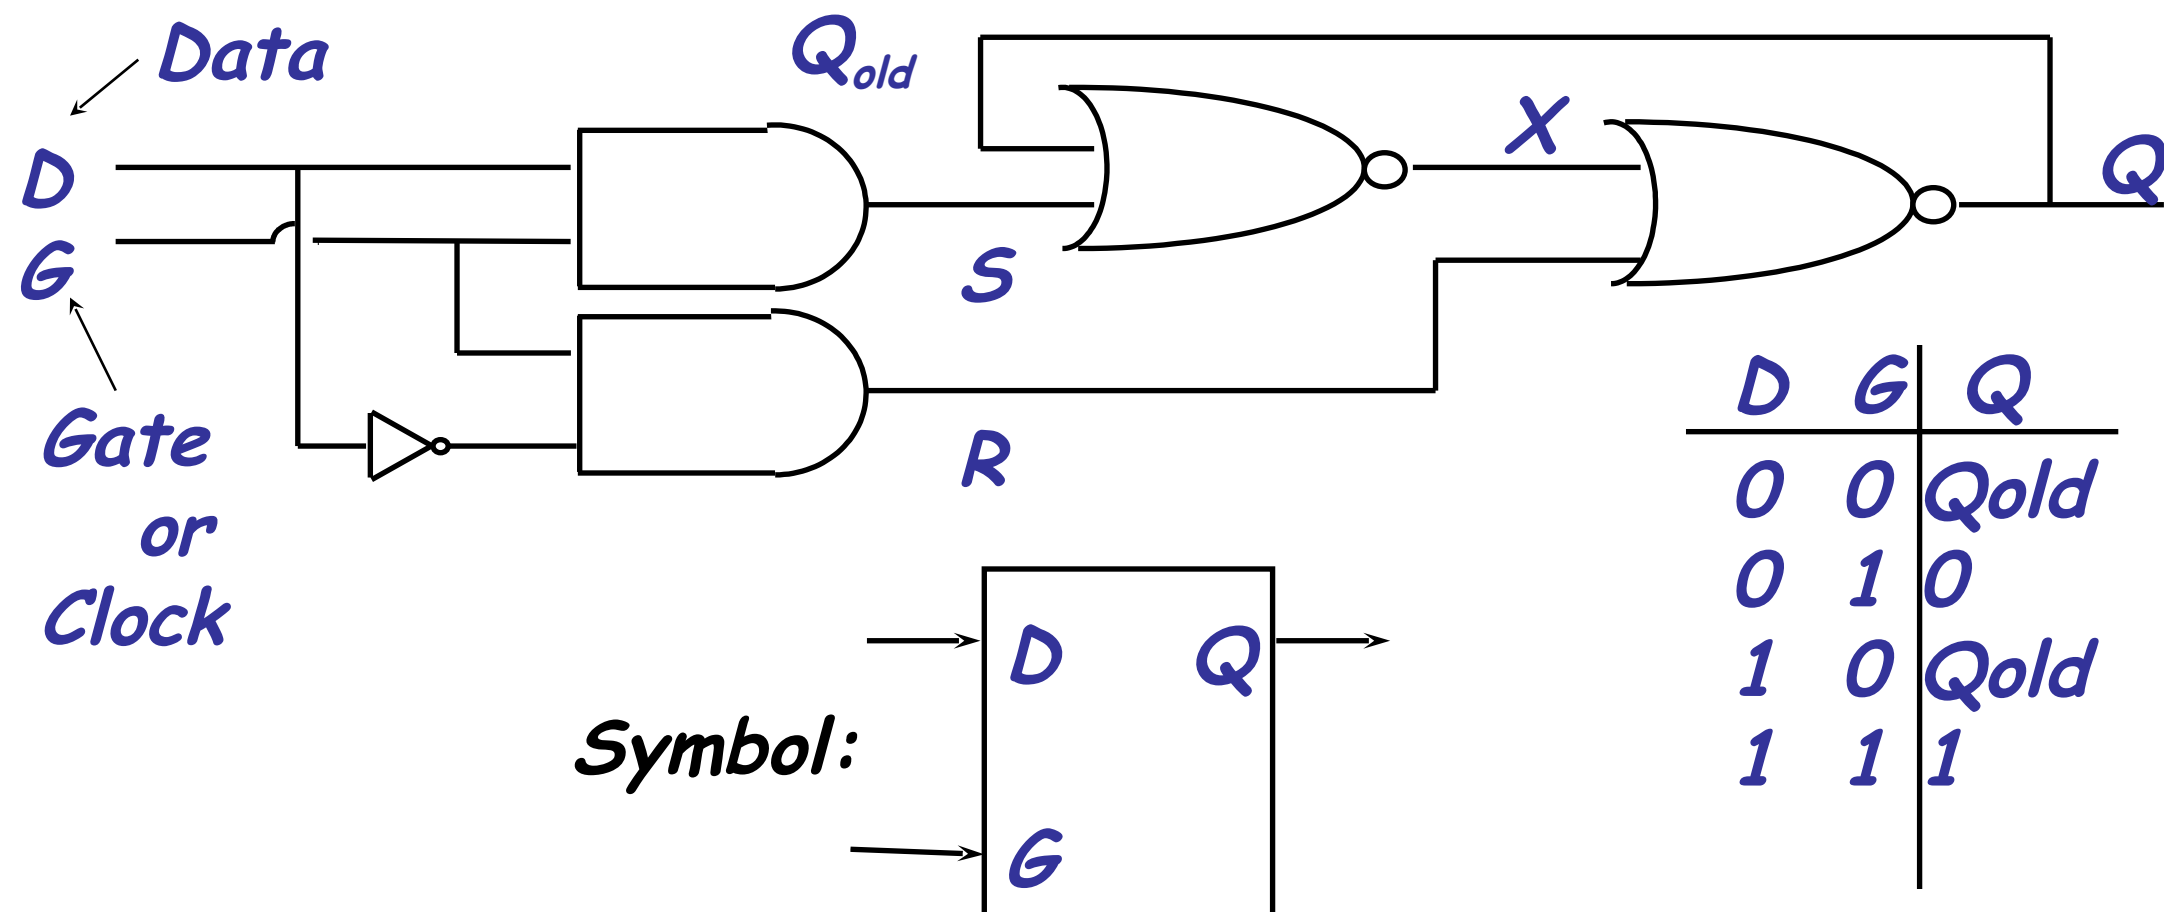 Data
Qold
D
G
X
Q
S
Gate
or
Clock
R
D G Q
0 0 Qold
0 1 0
1 0 Qold
1 1 1
Symbol:
D Q
G